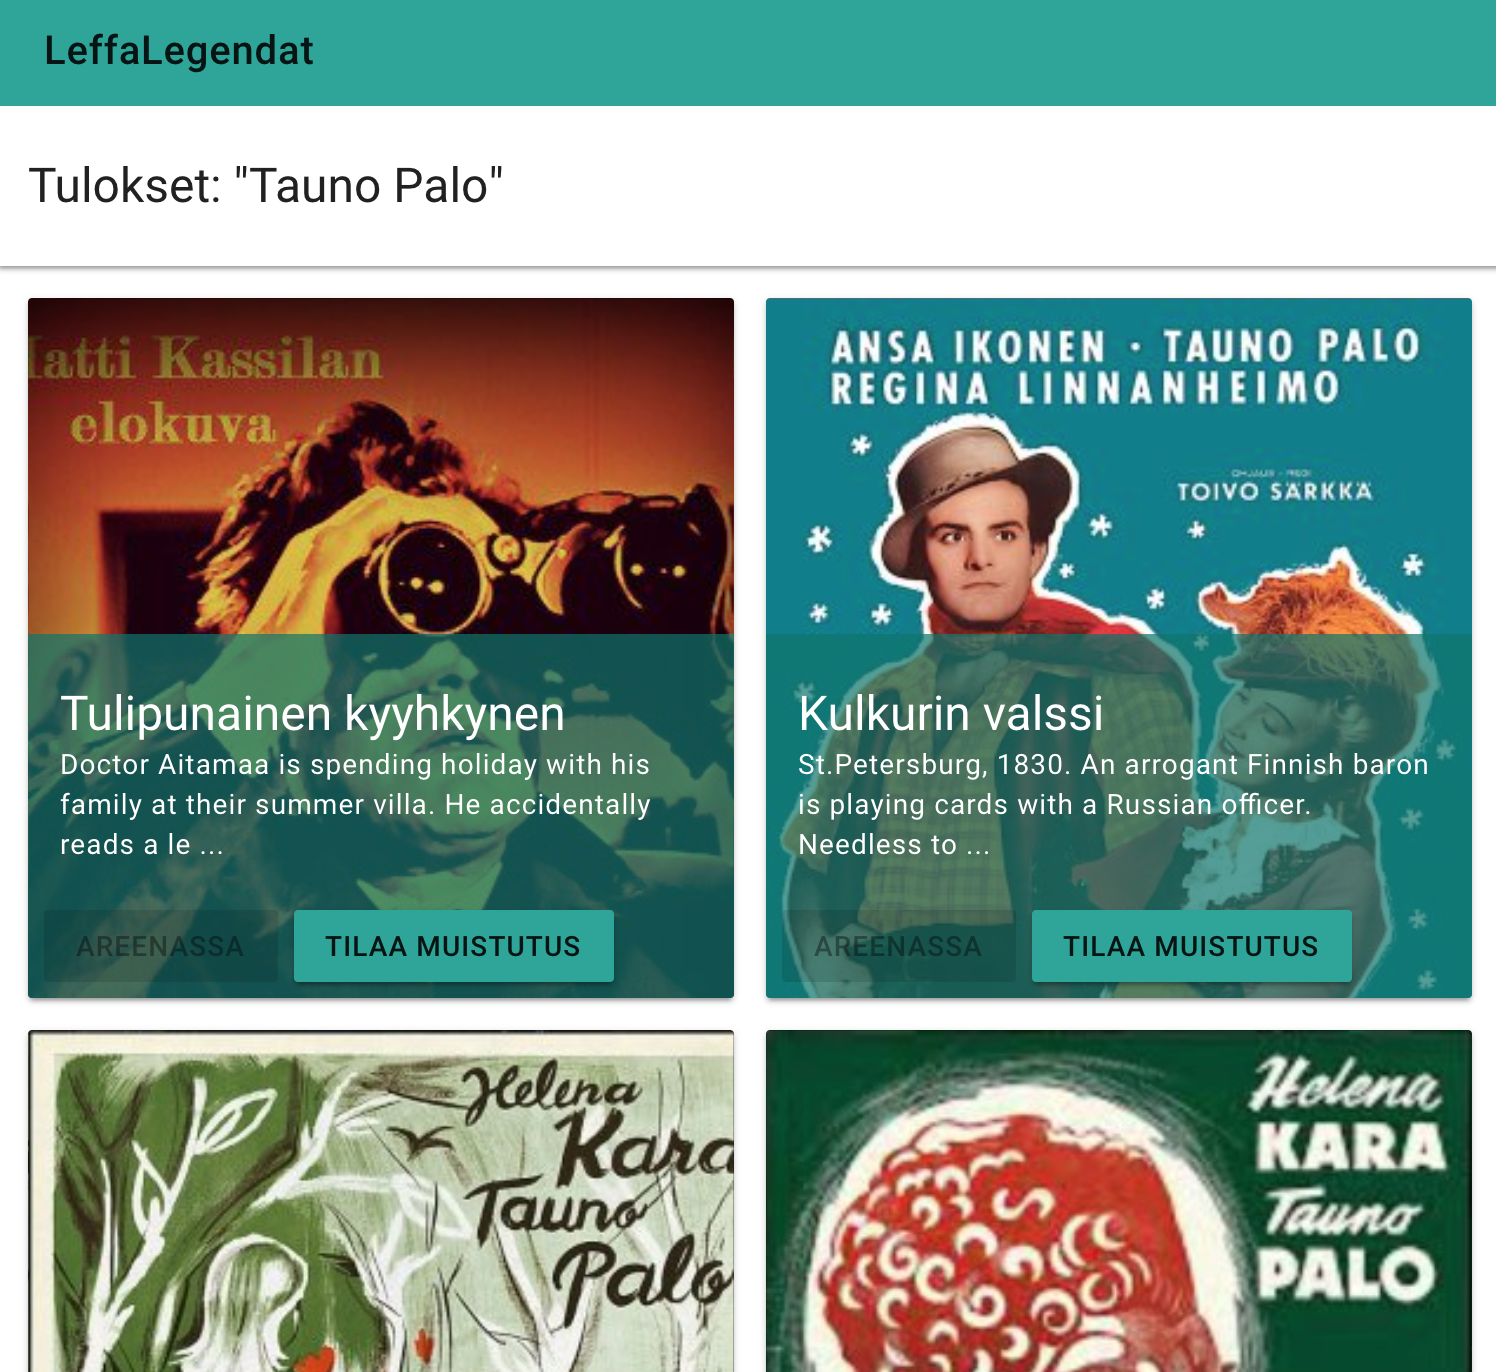 LeffaLegendat
Tulokset: "Tauno Palo"
Kassilan
elokuva
Tulipunainen kyyhkynen
Doctor Aitamaa is spending holiday with his
family at their summer villa. He accidentally
reads a le ...
AREENASSA
TILAA MUISTUTUS
ANSA IKONEN · TAUNO PALO
REGINA LINNANHEIMO
TOIVO SÄRKKÄ
Kulkurin valssi
St.Petersburg, 1830. An arrogant Finnish baron
is playing cards with a Russian officer.
Needless to ...
AREENASSA
TILAA MUISTUTUS
Helena
Kara
Tauno
Palo
Helena
KARA
Tauno
PALO